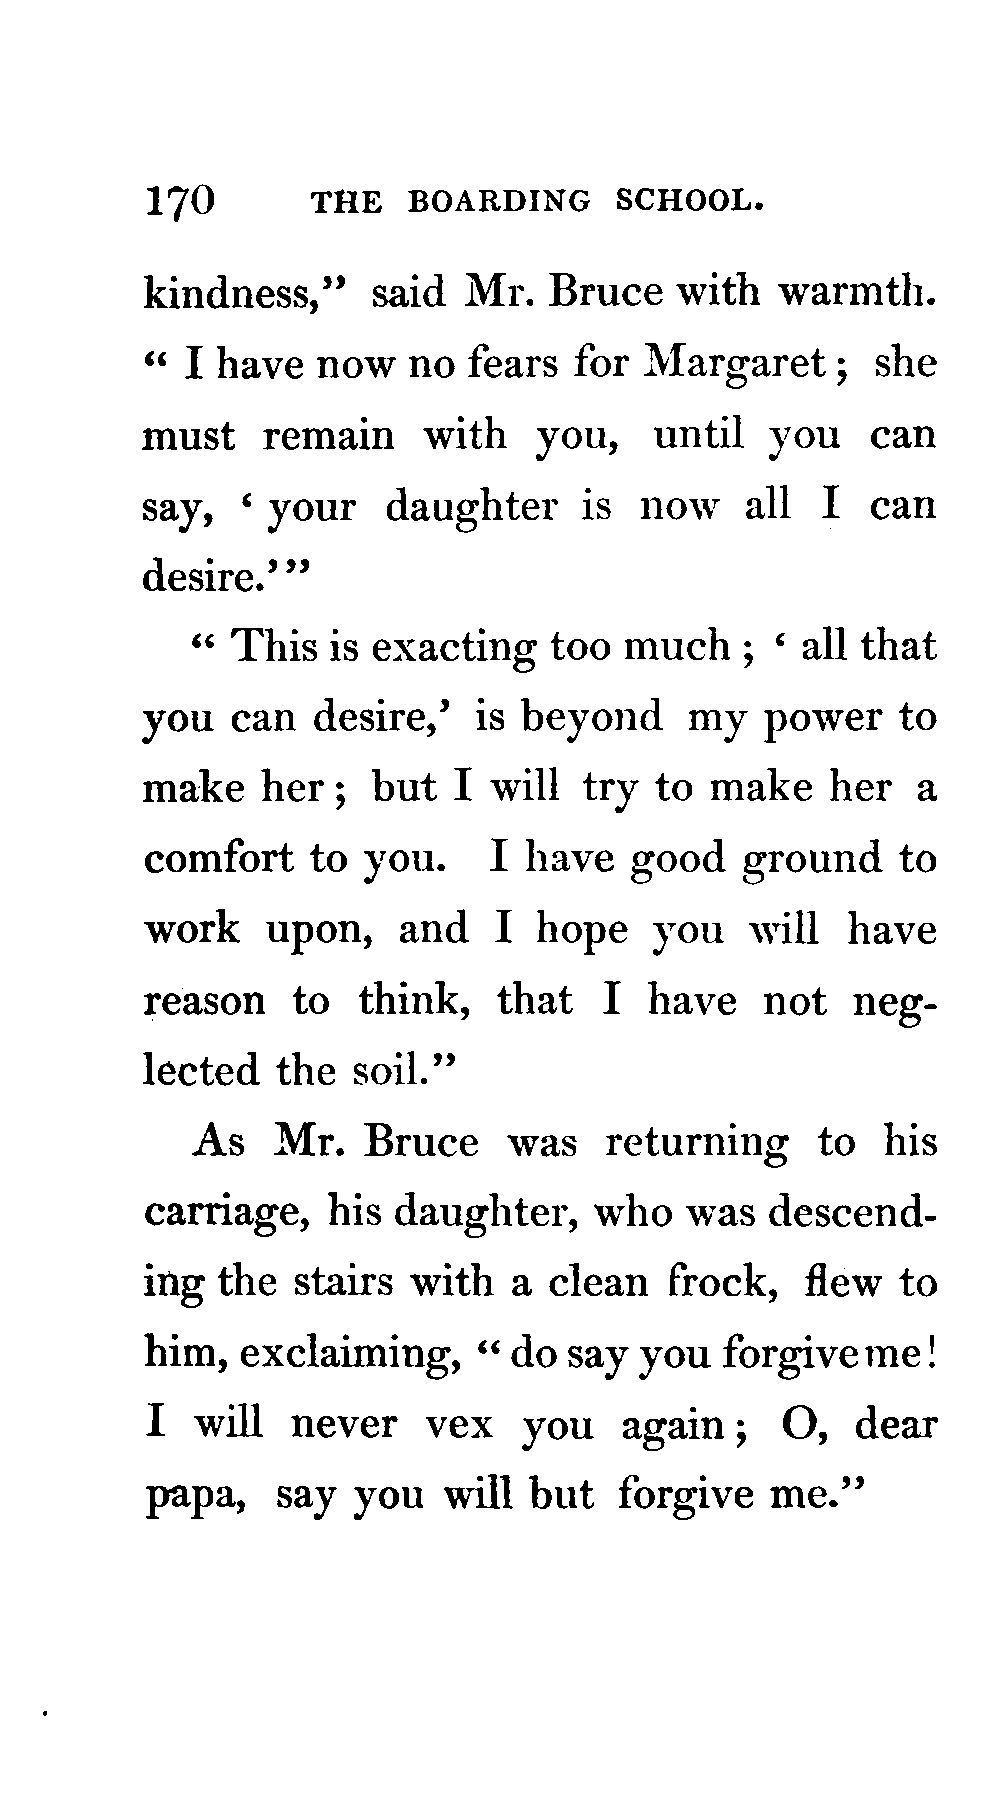 170 THE BOARDING SCHOOL.
kindness,” said Mr. Bruce with warmth.
“ I have now no fears for Margaret ; she
must remain with you, until you can
say, ‘ your daughter is now all I can
desire.’ ”
“ This is exacting too much ; ‘ all that
you can desire,’ is beyond my power to
make her ; but I will try to make her a
comfort to you. I have good ground to
work upon, and I hope you will have
reason to think, that I have not neg-
lected the soil.”
As Mr. Bruce was returning to his
carriage, his daughter, who was descend-
ing the stairs with a clean frock, flew to
him, exclaiming, “ do say you forgive me !
I will never vex you again ; O, dear
papa, say you will but forgive me.”